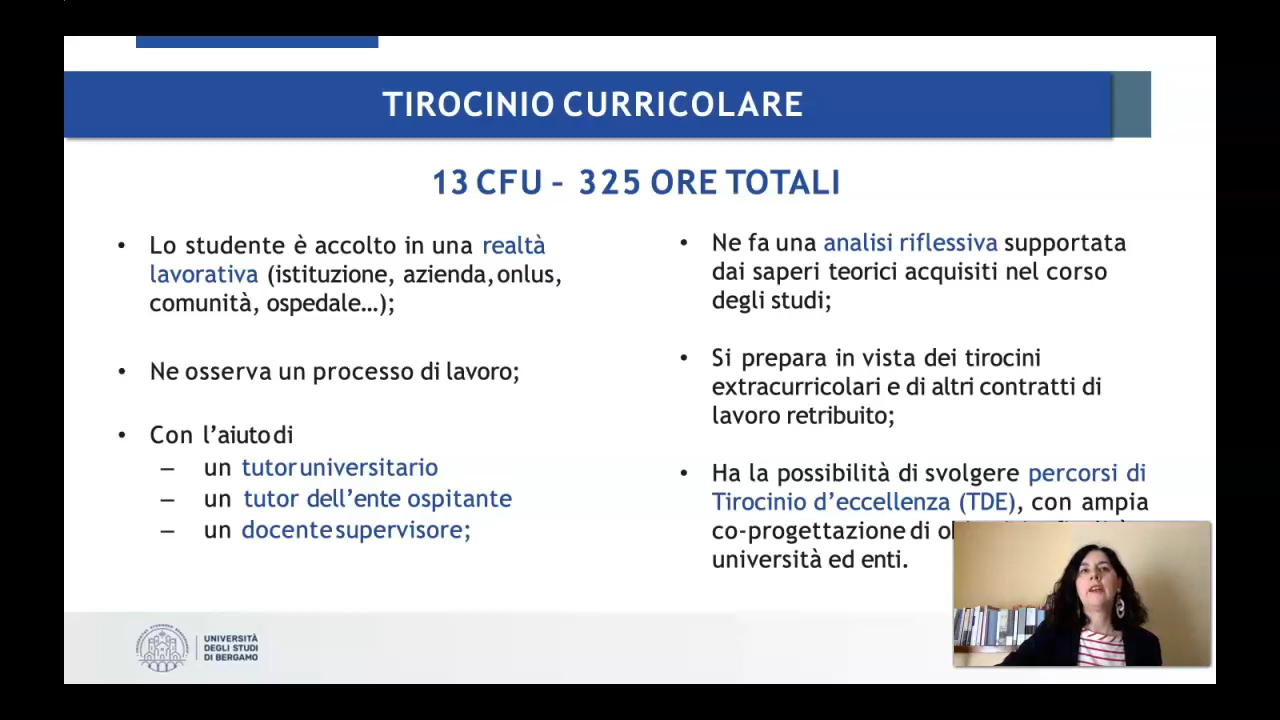 TIROCINIO CURRICOLARE
13 CFU – 325 ORE TOTALI
• Lo studente è accolto in una realtà
lavorativa (istituzione, azienda, onlus,
comunità, ospedale…);
• Ne osserva un processo di lavoro;
• Con l'aiuto di
– un tutor universitario
– un tutor dell'ente ospitante
– un docente supervisore;
• Ne fa una analisi riflessiva supportata
dai saperi teorici acquisiti nel corso
degli studi;
• Si prepara in vista dei tirocini
extracurricolari e di altri contratti di
lavoro retribuito;
• Ha la possibilità di svolgere percorsi di
Tirocinio d'eccellenza (TDE), con ampia
co-progettazione di
università ed enti.
UNIVERSITÀ
DEGLI STUDI
DI BERGAMO